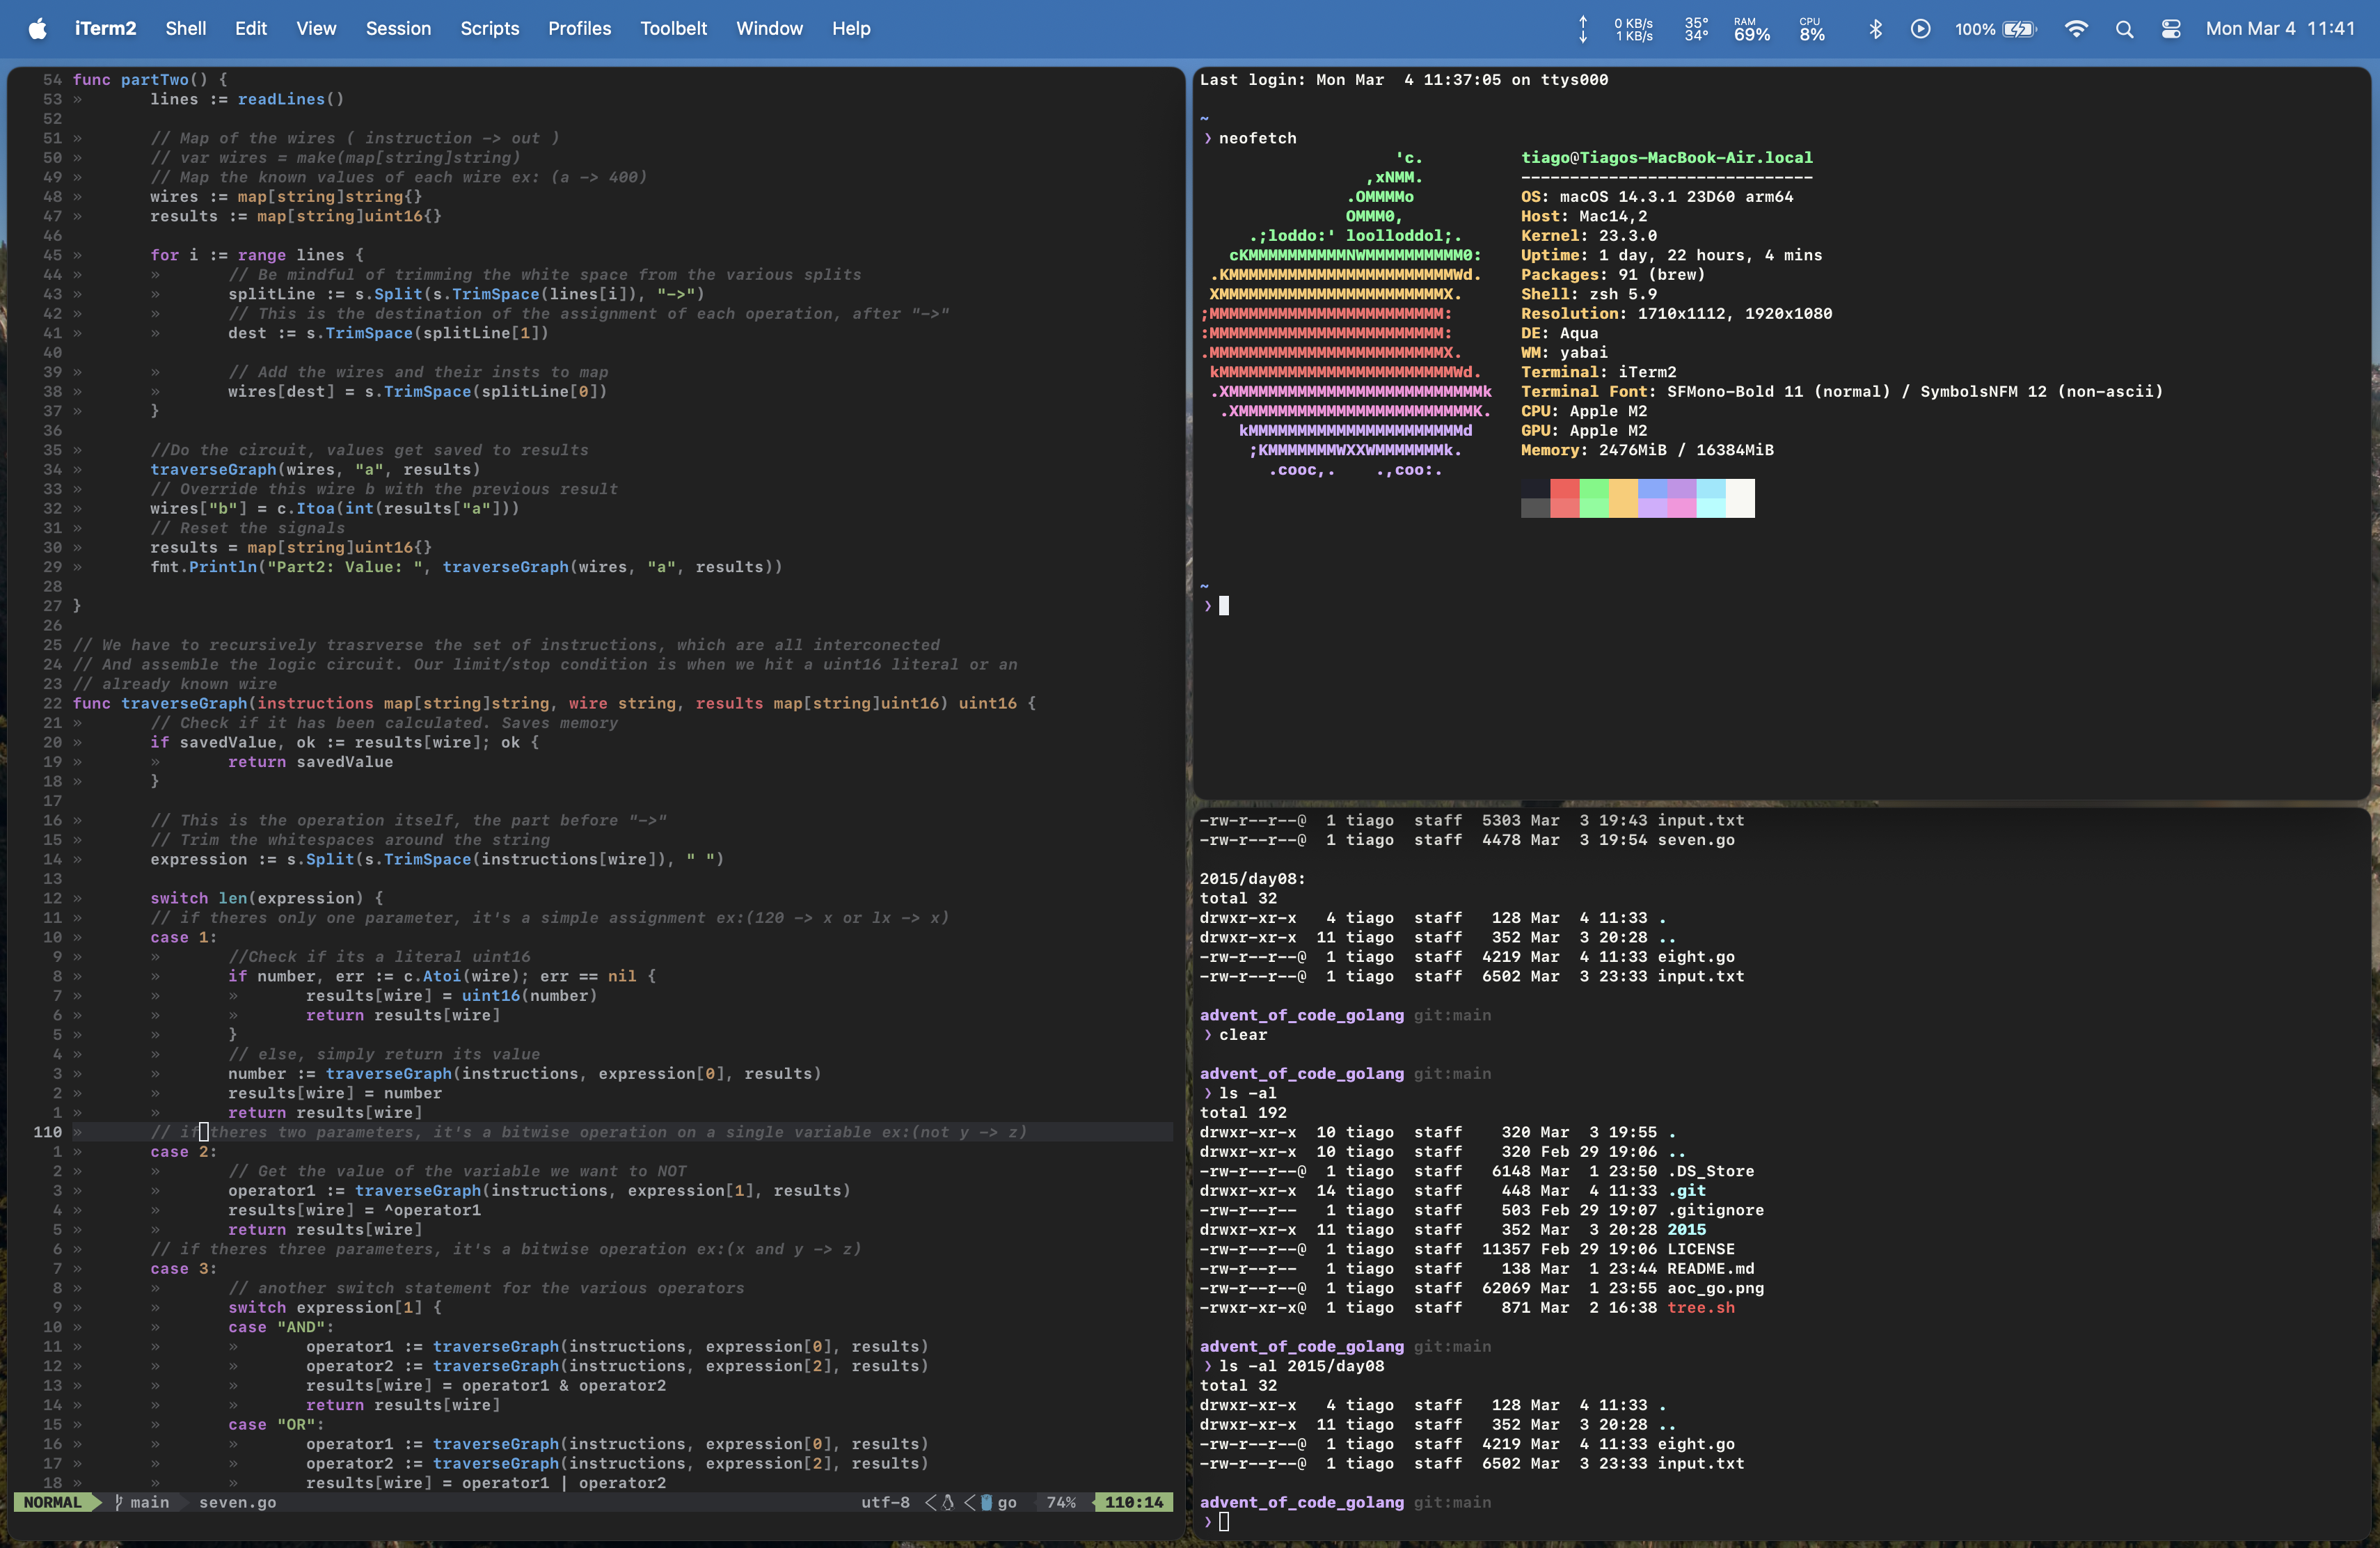 iTerm2 Shell Edit View Session Scripts Profiles Toolbelt Window Help 0 KB/s 1 KB/s 35° 34° RAM 69% CPU 8% 100% Mon Mar 4 11:41
54 func partTwo() {
53 » lines := readLines()
52
51 » // Map of the wires ( instruction -> out )
50 » // var wires = make(map[string]string)
49 » // Map the known values of each wire ex: (a -> 400)
48 » wires := map[string]string{}
47 » results := map[string]uint16{}
46
45 » for i := range lines {
44 » » // Be mindful of trimming the white space from the various splits
43 » » splitLine := s.Split(s.TrimSpace(lines[i]), "->")
42 » » // This is the destination of the assignment of each operation, after "->"
41 » » dest := s.TrimSpace(splitLine[1])
40
39 » » // Add the wires and their insts to map
38 » » wires[dest] = s.TrimSpace(splitLine[0])
37 » }
36
35 » //Do the circuit, values get saved to results
34 » traverseGraph(wires, "a", results)
33 » // Override this wire b with the previous result
32 » wires["b"] = c.Itoa(int(results["a"]))
31 » // Reset the signals
30 » results = map[string]uint16{}
29 » fmt.Println("Part2: Value: ", traverseGraph(wires, "a", results))
28
27 }
26
25 // We have to recursively trasrverse the set of instructions, which are all interconected
24 // And assemble the logic circuit. Our limit/stop condition is when we hit a uint16 literal or an
23 // already known wire
22 func traverseGraph(instructions map[string]string, wire string, results map[string]uint16) uint16 {
21 » // Check if it has been calculated. Saves memory
20 » if savedValue, ok := results[wire]; ok {
19 » » return savedValue
18 » }
17
16 » // This is the operation itself, the part before "->"
15 » // Trim the whitespaces around the string
14 » expression := s.Split(s.TrimSpace(instructions[wire]), " ")
13
12 » switch len(expression) {
11 » // if theres only one parameter, it's a simple assignment ex:(120 -> x or lx -> x)
10 » case 1:
9 » » //Check if its a literal uint16
8 » » if number, err := c.Atoi(wire); err == nil {
7 » » » results[wire] = uint16(number)
6 » » » return results[wire]
5 » » }
4 » » // else, simply return its value
3 » » number := traverseGraph(instructions, expression[0], results)
2 » » results[wire] = number
1 » » return results[wire]
110 » // if theres two parameters, it's a bitwise operation on a single variable ex:(not y -> z)
1 » case 2:
2 » » // Get the value of the variable we want to NOT
3 » » operator1 := traverseGraph(instructions, expression[1], results)
4 » » results[wire] = ^operator1
5 » » return results[wire]
6 » // if theres three parameters, it's a bitwise operation ex:(x and y -> z)
7 » case 3:
8 » » // another switch statement for the various operators
9 » » switch expression[1] {
10 » » case "AND":
11 » » » operator1 := traverseGraph(instructions, expression[0], results)
12 » » » operator2 := traverseGraph(instructions, expression[2], results)
13 » » » results[wire] = operator1 & operator2
14 » » » return results[wire]
15 » » case "OR":
16 » » » operator1 := traverseGraph(instructions, expression[0], results)
17 » » » operator2 := traverseGraph(instructions, expression[2], results)
18 » » » results[wire] = operator1 | operator2
NORMAL main seven.go utf-8 < < go 74% 110:14
Last login: Mon Mar  4 11:37:05 on ttys000
~
❯ neofetch
'c.
,xNMM.
.OMMMMo
OMMM0,
.;loddo:' loolloddol;.
cKMMMMMMMMMMNWMMMMMMMMMM0:
.KMMMMMMMMMMMMMMMMMMMMMMMWd.
XMMMMMMMMMMMMMMMMMMMMMMMX.
;MMMMMMMMMMMMMMMMMMMMMMMM:
:MMMMMMMMMMMMMMMMMMMMMMMM:
.MMMMMMMMMMMMMMMMMMMMMMMMX.
kMMMMMMMMMMMMMMMMMMMMMMMMWd.
.XMMMMMMMMMMMMMMMMMMMMMMMMMMk
.XMMMMMMMMMMMMMMMMMMMMMMMMK.
kMMMMMMMMMMMMMMMMMMMMMMd
;KMMMMMMMWXXWMMMMMMMk.
.cooc,.    .,coo:.
tiago@Tiagos-MacBook-Air.local
------------------------------
OS: macOS 14.3.1 23D60 arm64
Host: Mac14,2
Kernel: 23.3.0
Uptime: 1 day, 22 hours, 4 mins
Packages: 91 (brew)
Shell: zsh 5.9
Resolution: 1710x1112, 1920x1080
DE: Aqua
WM: yabai
Terminal: iTerm2
Terminal Font: SFMono-Bold 11 (normal) / SymbolsNFM 12 (non-ascii)
CPU: Apple M2
GPU: Apple M2
Memory: 2476MiB / 16384MiB
~
❯
-rw-r--r--@  1 tiago  staff  5303 Mar  3 19:43 input.txt
-rw-r--r--@  1 tiago  staff  4478 Mar  3 19:54 seven.go
2015/day08:
total 32
drwxr-xr-x   4 tiago  staff   128 Mar  4 11:33 .
drwxr-xr-x  11 tiago  staff   352 Mar  3 20:28 ..
-rw-r--r--@  1 tiago  staff  4219 Mar  4 11:33 eight.go
-rw-r--r--@  1 tiago  staff  6502 Mar  3 23:33 input.txt
advent_of_code_golang git:main
❯ clear
advent_of_code_golang git:main
❯ ls -al
total 192
drwxr-xr-x  10 tiago  staff    320 Mar  3 19:55 .
drwxr-xr-x  10 tiago  staff    320 Feb 29 19:06 ..
-rw-r--r--@  1 tiago  staff   6148 Mar  1 23:50 .DS_Store
drwxr-xr-x  14 tiago  staff    448 Mar  4 11:33 .git
-rw-r--r--   1 tiago  staff    503 Feb 29 19:07 .gitignore
drwxr-xr-x  11 tiago  staff    352 Mar  3 20:28 2015
-rw-r--r--@  1 tiago  staff  11357 Feb 29 19:06 LICENSE
-rw-r--r--   1 tiago  staff    138 Mar  1 23:44 README.md
-rw-r--r--@  1 tiago  staff  62069 Mar  1 23:55 aoc_go.png
-rwxr-xr-x@  1 tiago  staff    871 Mar  2 16:38 tree.sh
advent_of_code_golang git:main
❯ ls -al 2015/day08
total 32
drwxr-xr-x   4 tiago  staff   128 Mar  4 11:33 .
drwxr-xr-x  11 tiago  staff   352 Mar  3 20:28 ..
-rw-r--r--@  1 tiago  staff  4219 Mar  4 11:33 eight.go
-rw-r--r--@  1 tiago  staff  6502 Mar  3 23:33 input.txt
advent_of_code_golang git:main
❯